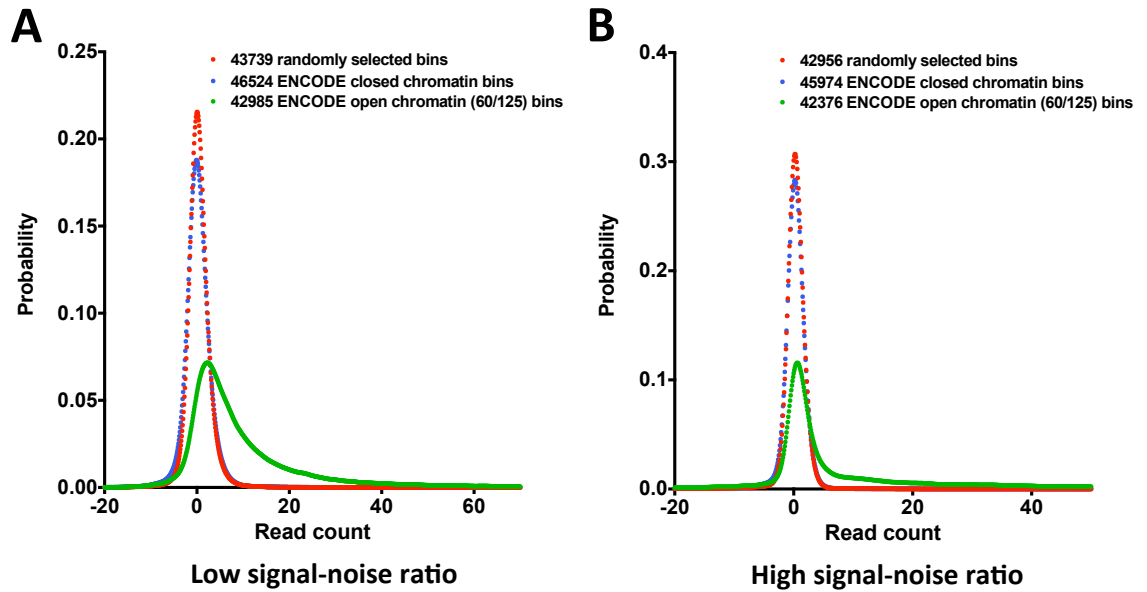 A
0.25
0.20
0.15
0.10
0.05
0.00
Probability
43739 randomly selected bins
46524 ENCODE closed chromatin bins
42985 ENCODE open chromatin (60/125) bins
-20
0
20
40
60
Read count
Low signal-noise ratio
B
0.4
0.3
0.2
0.1
0.0
Probability
42956 randomly selected bins
45974 ENCODE closed chromatin bins
42376 ENCODE open chromatin (60/125) bins
-20
0
20
40
Read count
High signal-noise ratio